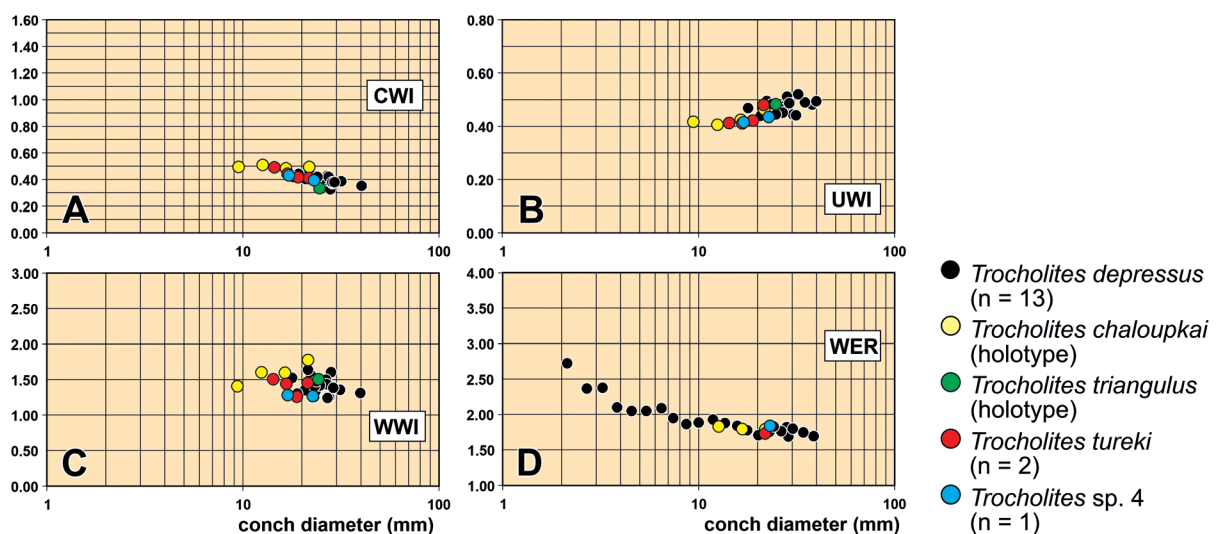 1.60
1.40
1.20
1.00
0.80
0.60
0.40
0.20
0.00
CWI
A
1 10 100
0.80
0.60
0.40
0.20
0.00
UWI
B
1 10 100
3.00
2.50
2.00
1.50
1.00
0.50
0.00
WWI
C
1 10 100
conch diameter (mm)
4.00
3.00
2.50
2.00
1.50
1.00
WER
D
1 10 100
conch diameter (mm)
Trocholites depressus
(n = 13)
Trocholites chaloupkai
(holotype)
Trocholites triangulus
(holotype)
Trocholites tureki
(n = 2)
Trocholites sp. 4
(n = 1)